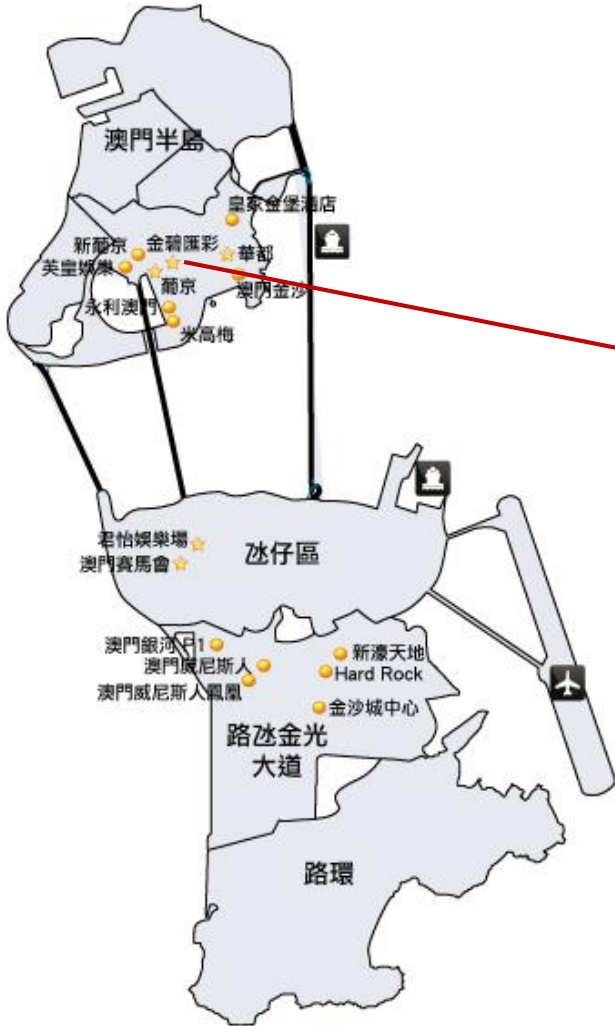 澳門半島
皇家金堡酒店
新葡京
金碧匯彩
華都
英皇娛樂
葡京
澳門金沙
永利澳門
米高梅
君怡娛樂場
澳門賽馬會
氹仔區
澳門銀河 P1
新濠天地
澳門威尼斯人
Hard Rock
澳門威尼斯人鳳凰
金沙城中心
路氹金光
大道
路環